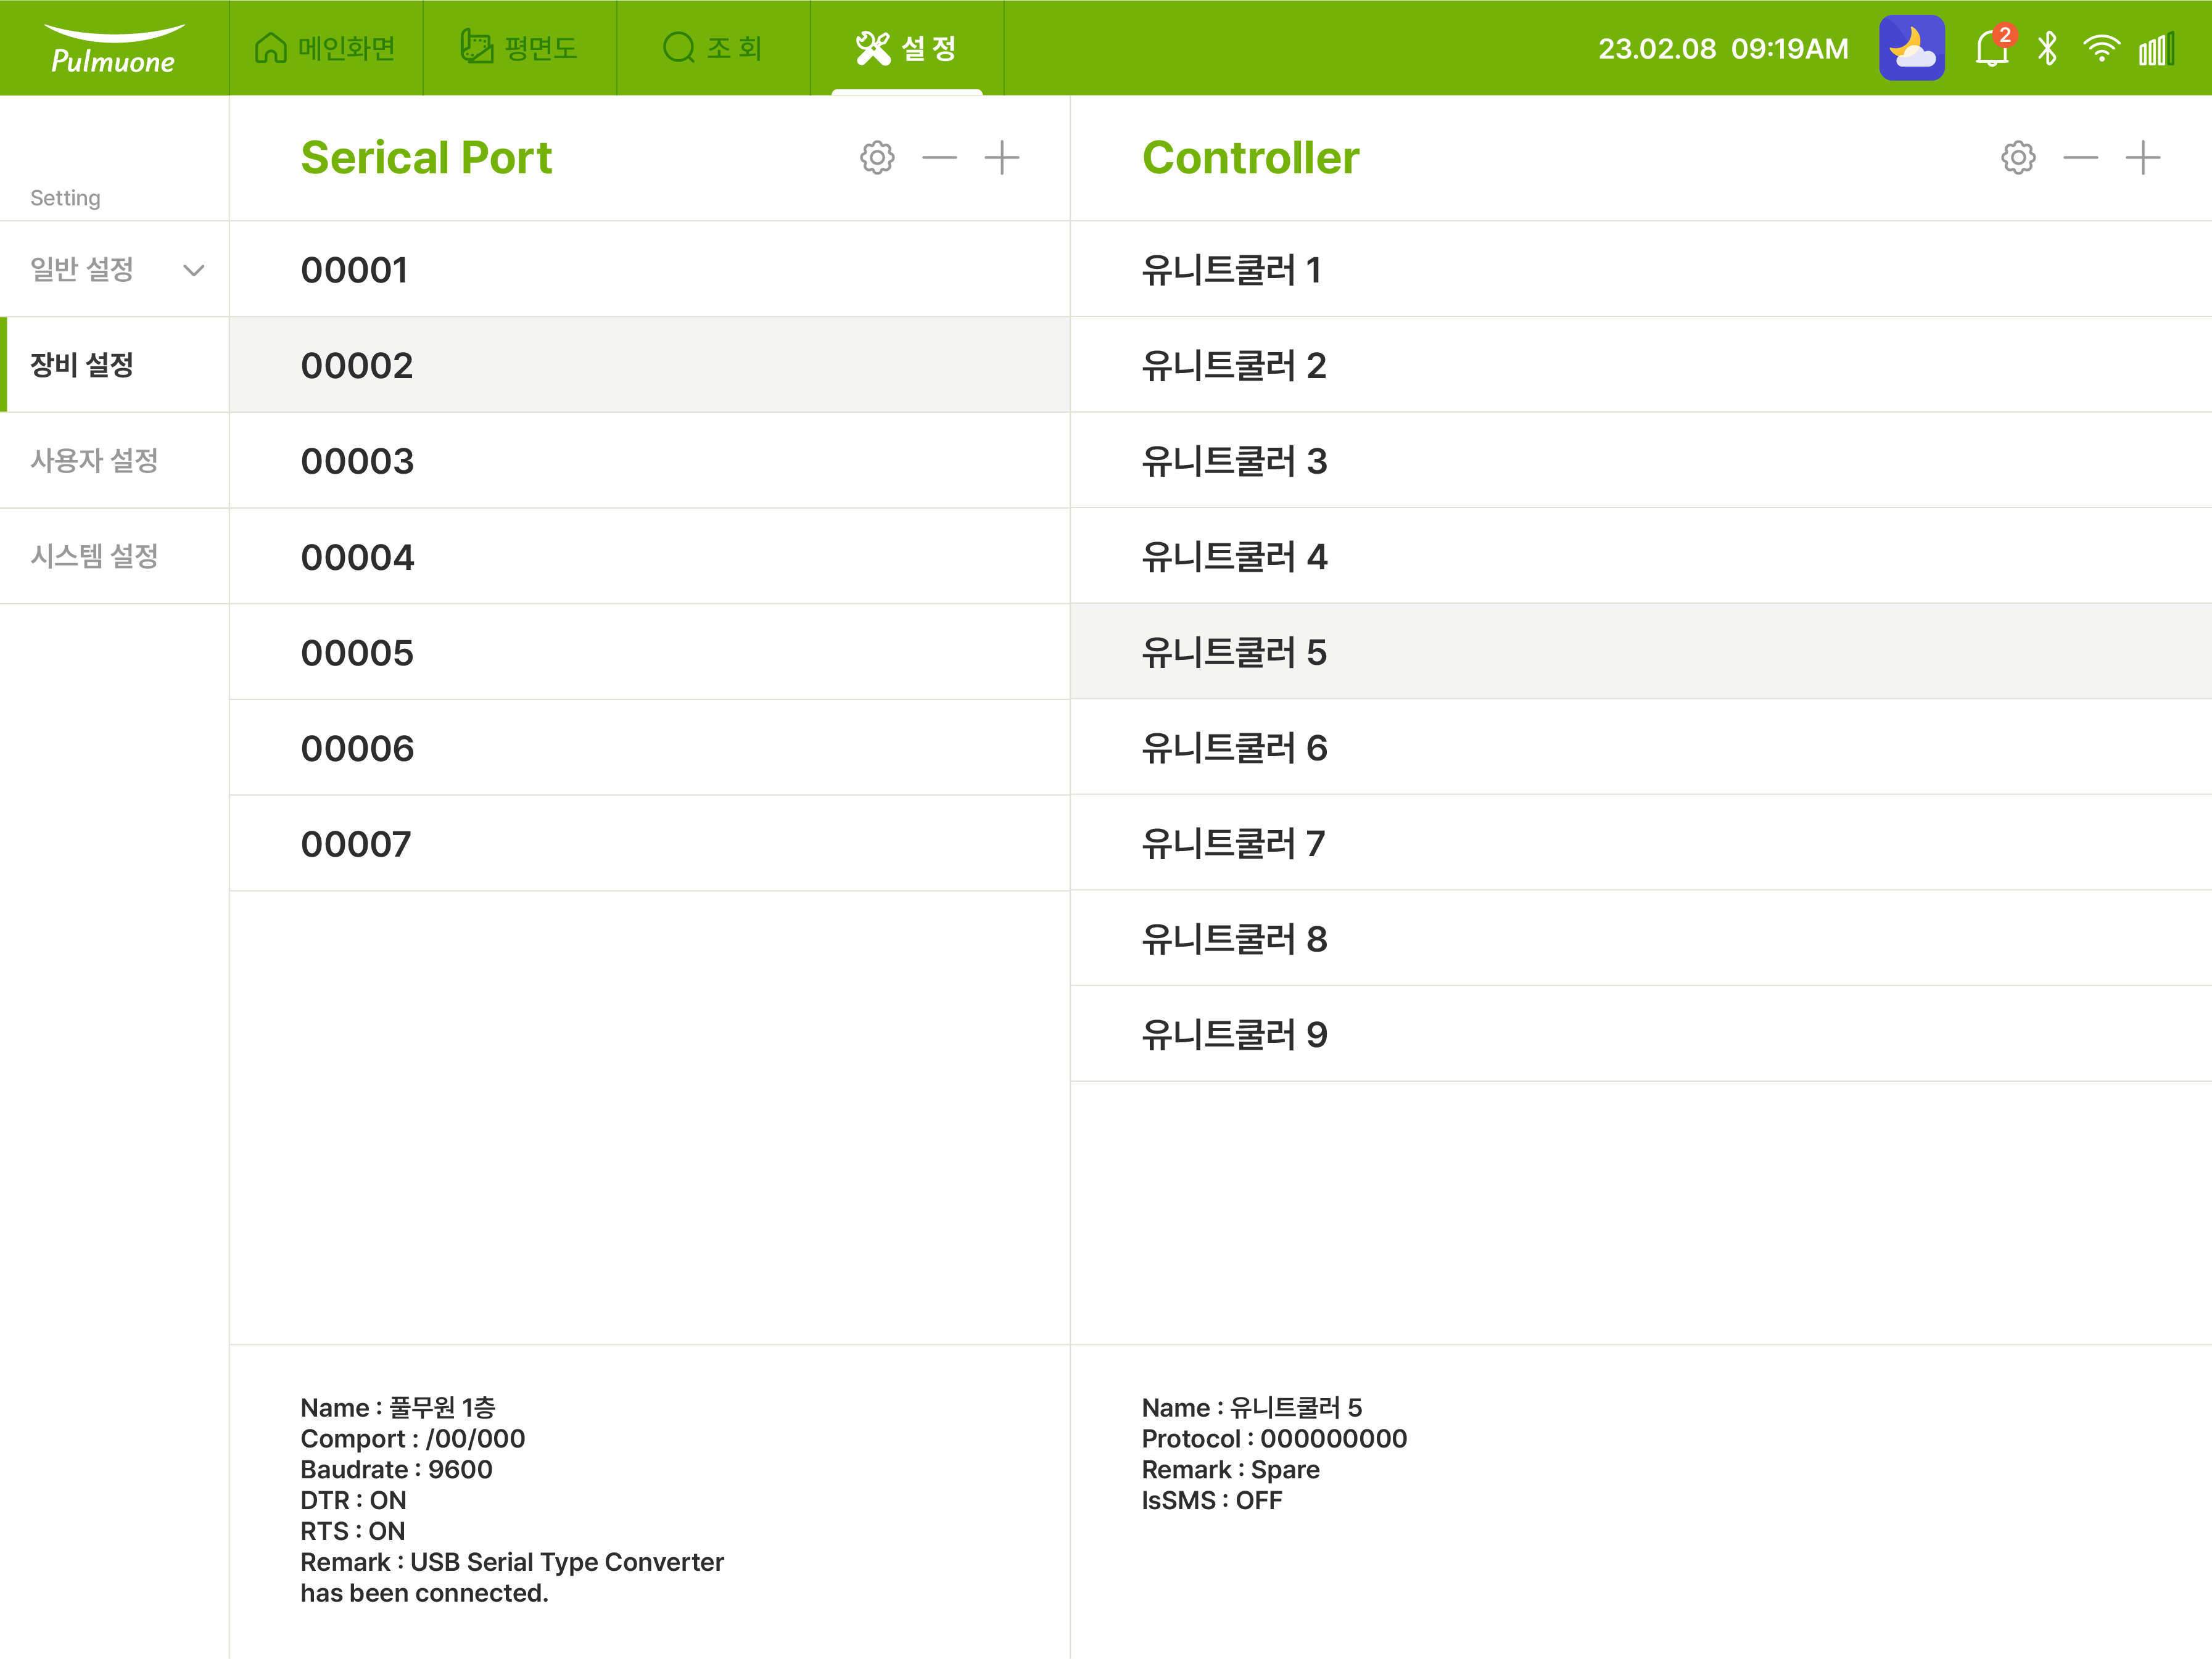 Pulmuone
메인화면
평면도
조 회
설 정
23.02.08 09:19AM
2
Setting
일반 설정
장비 설정
사용자 설정
시스템 설정
Serical Port
00001
00002
00003
00004
00005
00006
00007
Name : 풀무원 1층
Comport : /00/000
Baudrate : 9600
DTR : ON
RTS : ON
Remark : USB Serial Type Converter
has been connected.
Controller
유니트쿨러 1
유니트쿨러 2
유니트쿨러 3
유니트쿨러 4
유니트쿨러 5
유니트쿨러 6
유니트쿨러 7
유니트쿨러 8
유니트쿨러 9
Name : 유니트쿨러 5
Protocol : 000000000
Remark : Spare
IsSMS : OFF